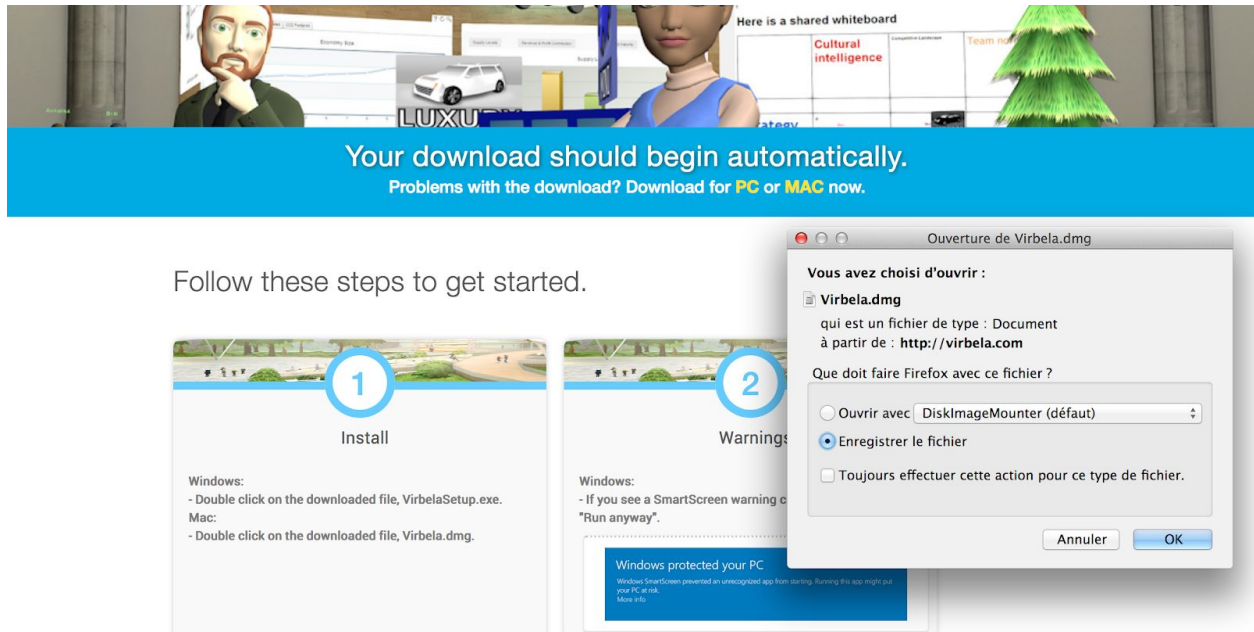 Here is a shared whiteboard
Economy Size
Cultural
intelligence
Competitive Landscape
LUXU
Your download should begin automatically.
Problems with the download? Download for PC or MAC now.
Follow these steps to get started.
1
Install
Windows:
- Double click on the downloaded file, VirbelaSetup.exe.
Mac:
- Double click on the downloaded file, Virbela.dmg.
2
Warnings
Windows:
- If you see a SmartScreen warning c
"Run anyway".
Windows protected your PC
Windows SmartScreen prevented an unrecognized app from starting. Running this app might put
your PC at risk.
More info
Ouverture de Virbela.dmg
Vous avez choisi d'ouvrir :
Virbela.dmg
qui est un fichier de type : Document
à partir de : http://virbela.com
Que doit faire Firefox avec ce fichier ?
Ouvrir avec DiskImageMounter (défaut)
Enregistrer le fichier
Toujours effectuer cette action pour ce type de fichier.
Annuler OK